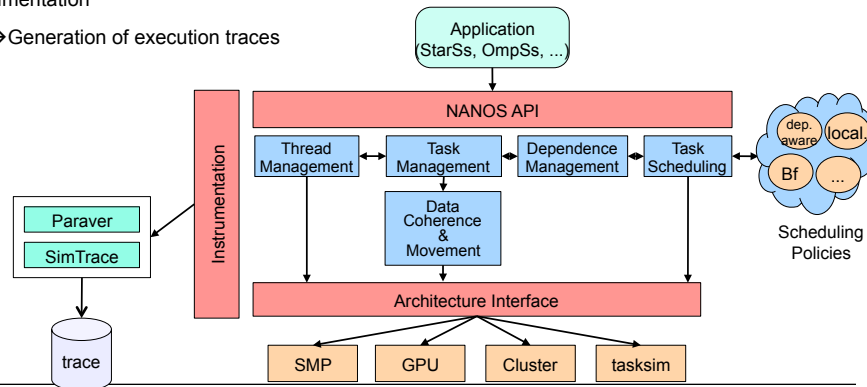 →Generation of execution traces
Application
(StarSs, OmpSs, ...)
NANOS API
Instrumentation
Thread
Management
Task
Management
Dependence
Management
Task
Scheduling
dep.
aware
local.
Bf
...
Scheduling
Policies
Data
Coherence
&
Movement
Paraver
SimTrace
Architecture Interface
trace
SMP
GPU
Cluster
tasksim